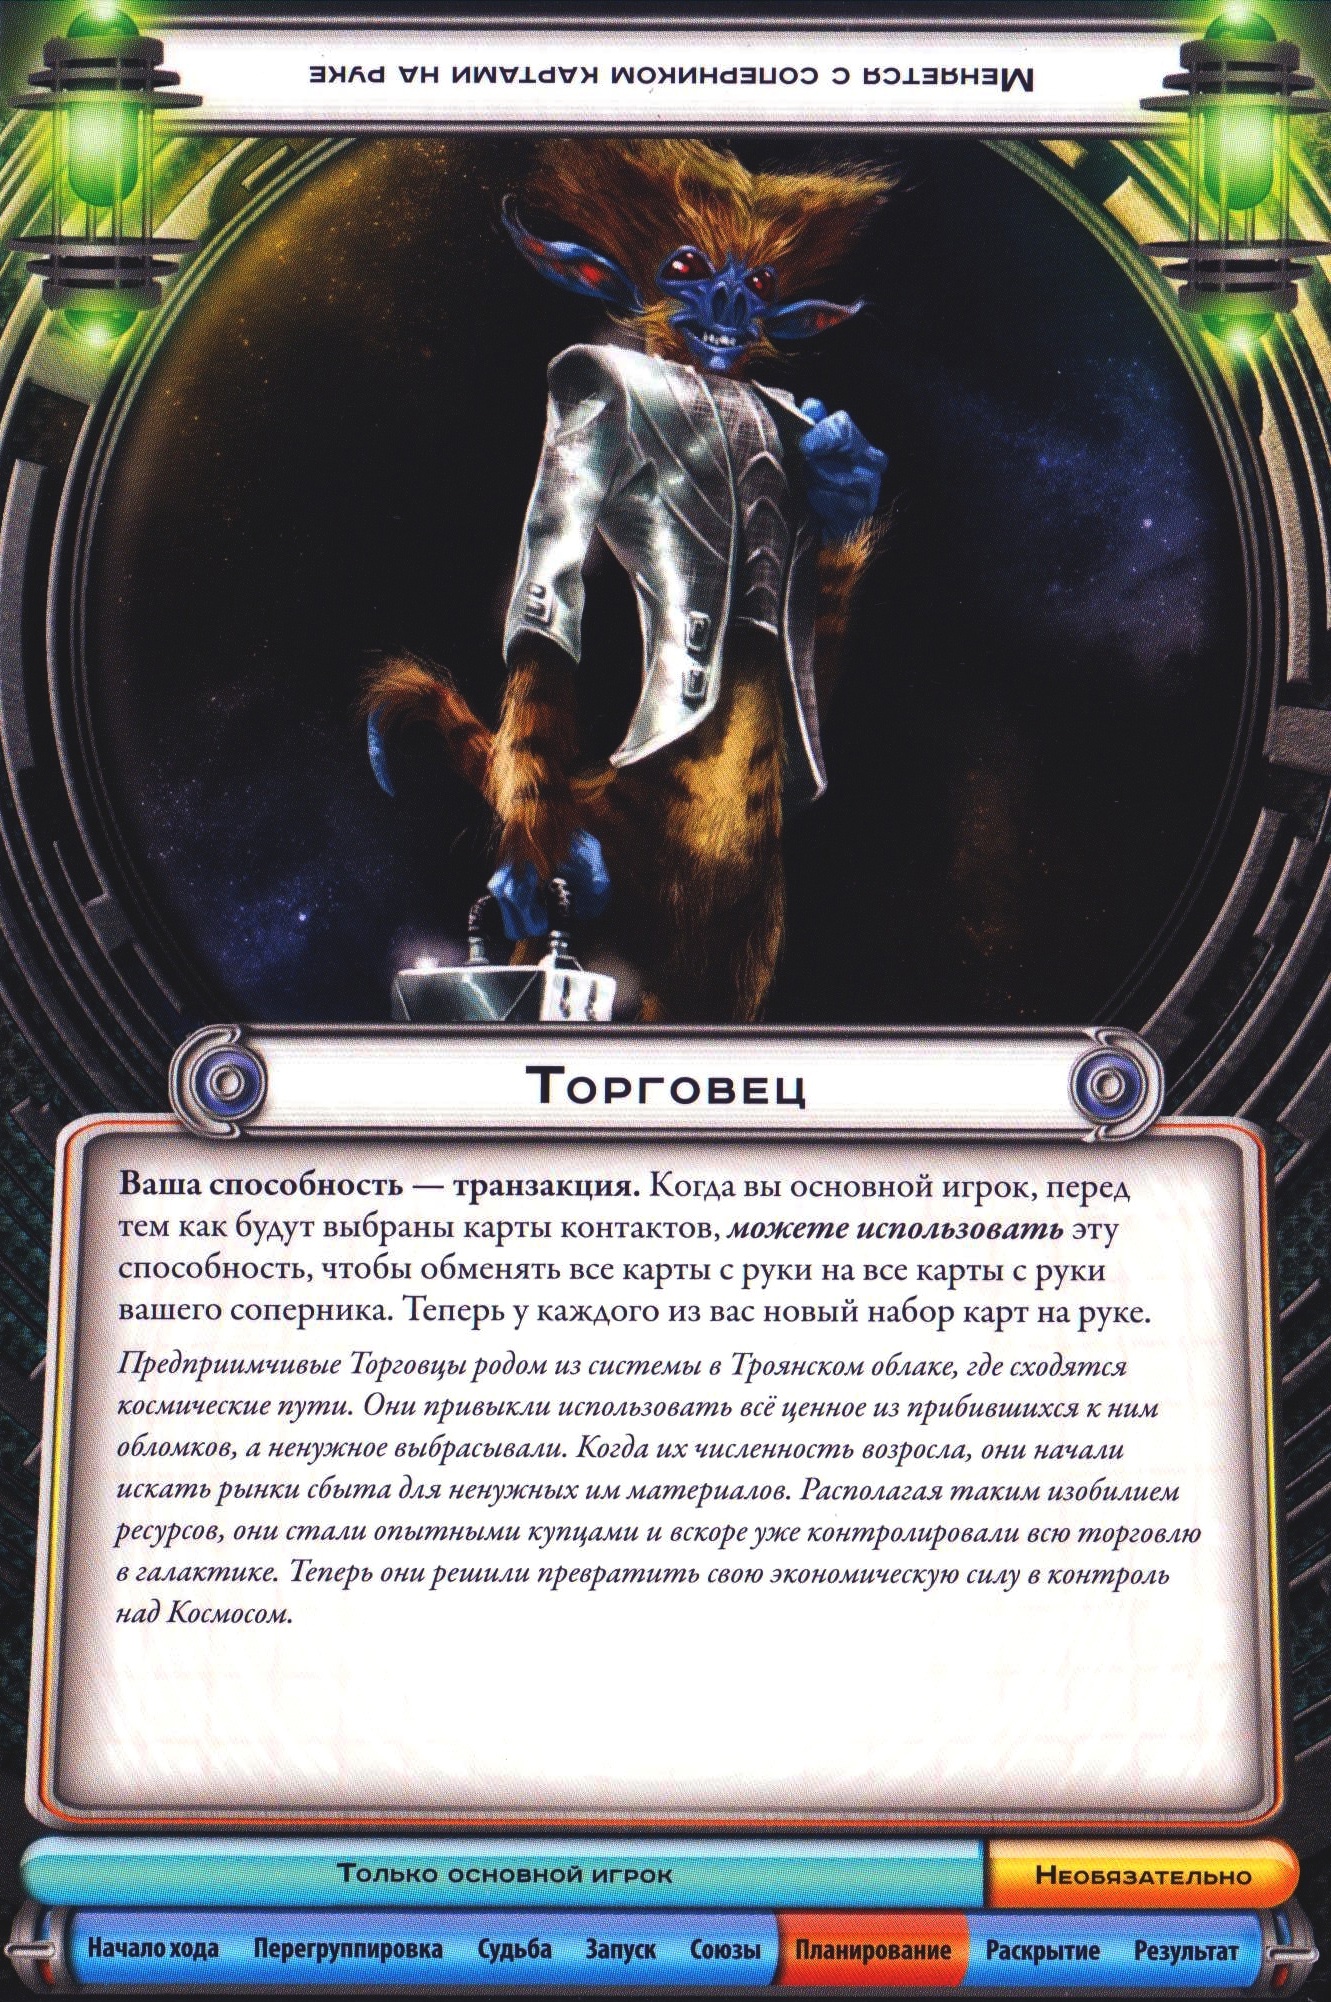 Меняется с соперником картами на руке
Торговец
Ваша способность — транзакция. Когда вы основной игрок, перед
тем как будут выбраны карты контактов, можете использовать эту
способность, чтобы обменять все карты с руки на все карты с руки
вашего соперника. Теперь у каждого из вас новый набор карт на руке.
Предприимчивые Торговцы родом из системы в Троянском облаке, где сходятся
космические пути. Они привыкли использовать всё ценное из прибившихся к ним
обломков, а ненужное выбрасывали. Когда их численность возросла, они начали
искать рынки сбыта для ненужных им материалов. Располагая таким изобилием
ресурсов, они стали опытными купцами и вскоре уже контролировали всю торговлю
в галактике. Теперь они решили превратить свою экономическую силу в контроль
над Космосом.
Только основной игрок Необязательно
Начало хода Перегруппировка Судьба Запуск Союзы Планирование Раскрытие Результат